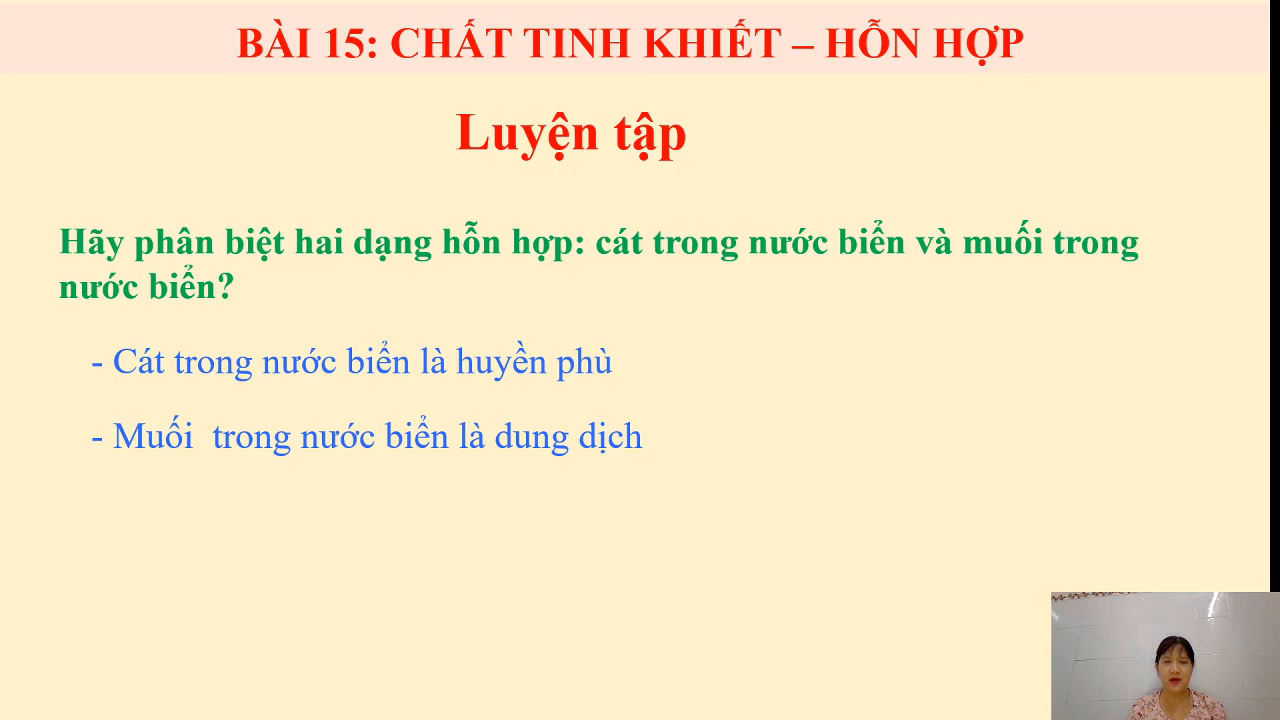 BÀI 15: CHẤT TINH KHIẾT – HỖN HỢP
Luyện tập
Hãy phân biệt hai dạng hỗn hợp: cát trong nước biển và muối trong
nước biển?
- Cát trong nước biển là huyền phù
- Muối trong nước biển là dung dịch